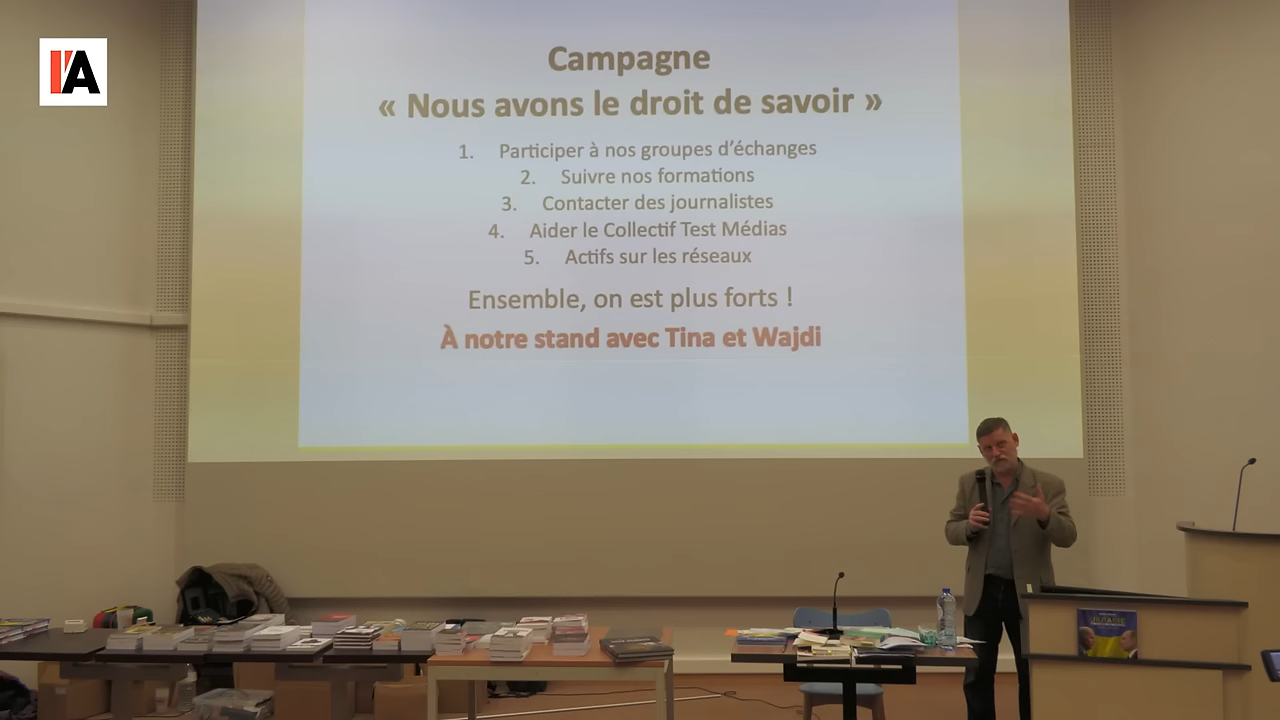 I'A
Campagne
« Nous avons le droit de savoir »
1. Participer à nos groupes d'échanges
2. Suivre nos formations
3. Contacter des journalistes
4. Aider le Collectif Test Médias
5. Actifs sur les réseaux
Ensemble, on est plus forts !
À notre stand avec Tina et Wajdi